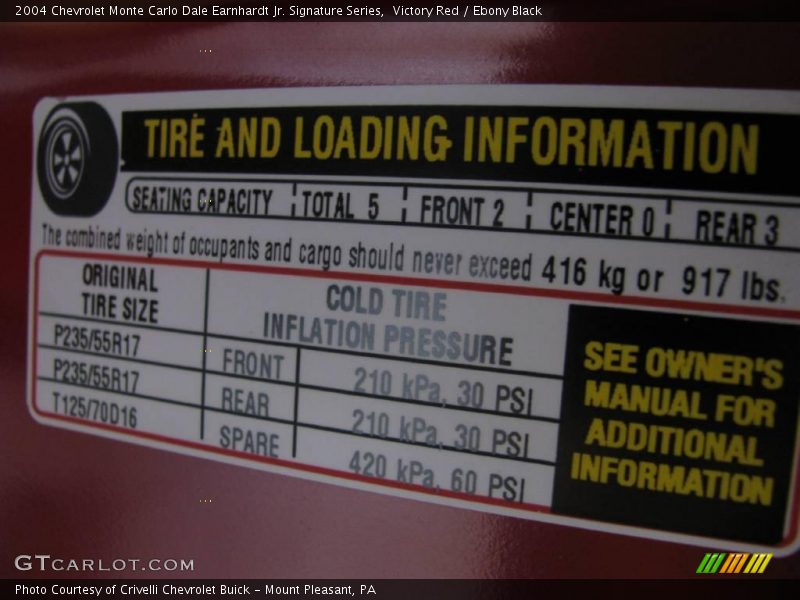 2004 Chevrolet Monte Carlo Dale Earnhardt Jr. Signature Series,  Victory Red / Ebony Black
TIRE AND LOADING INFORMATION
SEATING CAPACITY TOTAL 5 FRONT 2 CENTER 0 REAR 3
The combined weight of occupants and cargo should never exceed 416 kg or 917 lbs.
ORIGINAL
TIRE SIZE
COLD TIRE
INFLATION PRESSURE
P235/55R17 FRONT 210 kPa, 30 PSI
P235/55R17 REAR 210 kPa, 30 PSI
T125/70D16 SPARE 420 kPa, 60 PSI
SEE OWNER'S
MANUAL FOR
ADDITIONAL
INFORMATION
GTCARLOT.COM
Photo Courtesy of Crivelli Chevrolet Buick - Mount Pleasant, PA